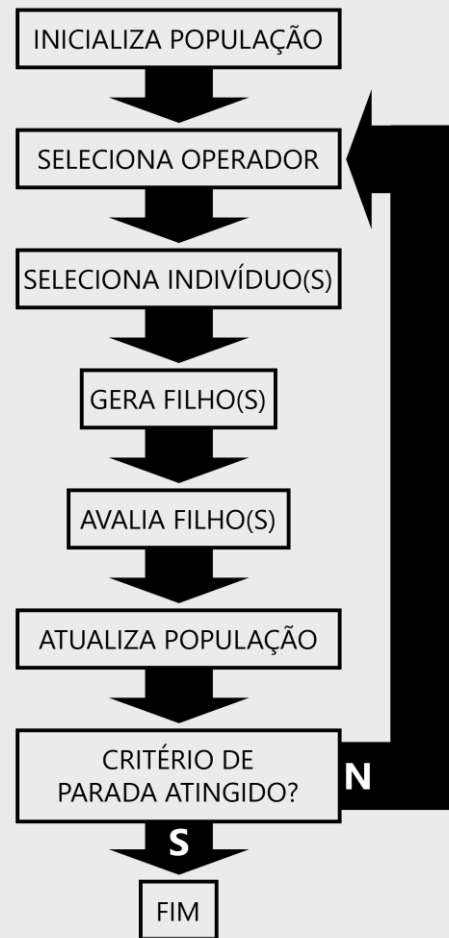 INICIALIZA POPULAÇÃO
SELECIONA OPERADOR
SELECIONA INDIVÍDUO(S)
GERA FILHO(S)
AVALIA FILHO(S)
ATUALIZA POPULAÇÃO
CRITÉRIO DE
PARADA ATINGIDO?
N
S
FIM